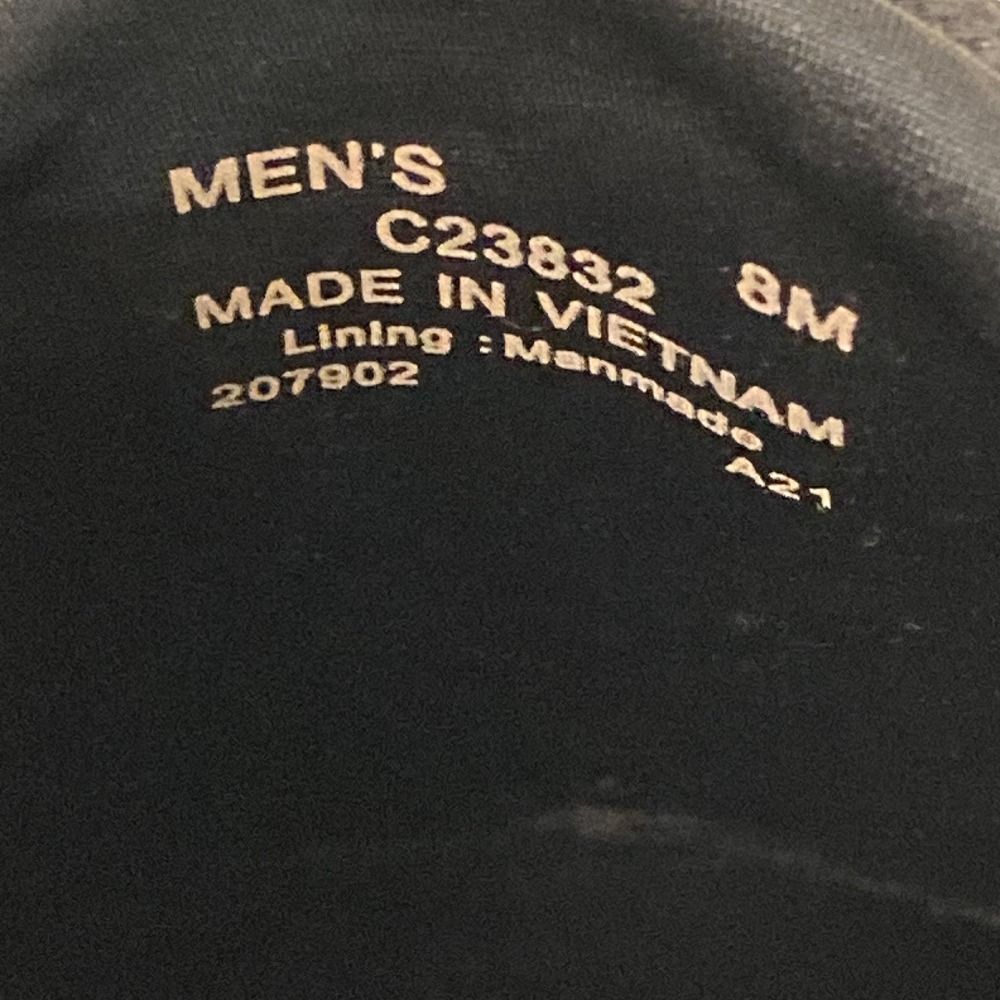 MEN'S
C23832 8M
MADE IN VIETNAM
Lining : Manmade
207902
A21